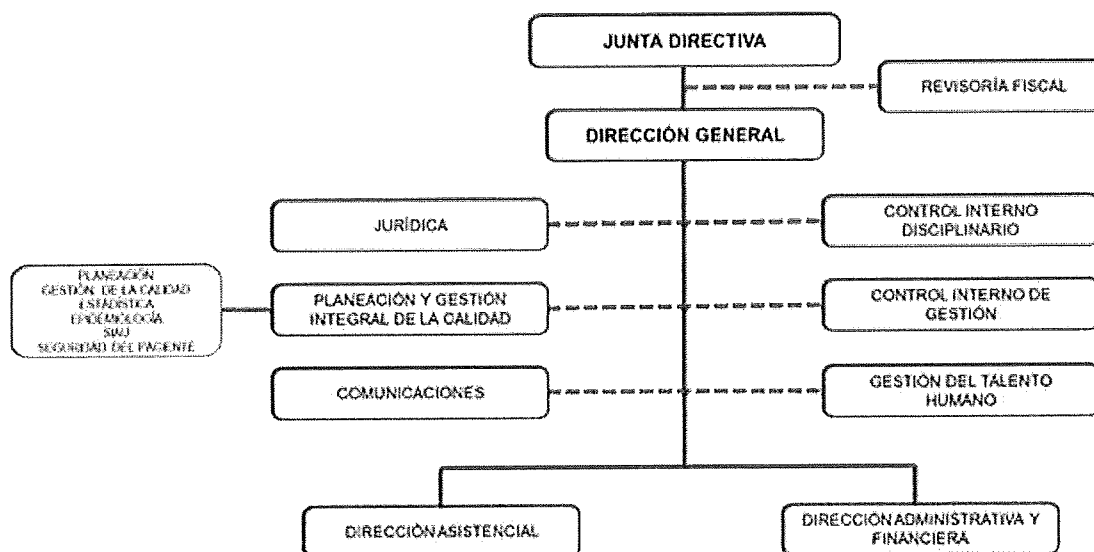 JUNTA DIRECTIVA
REVISORÍA FISCAL
DIRECCIÓN GENERAL
JURÍDICA
CONTROL INTERNO
DISCIPLINARIO
PLANEACIÓN
GESTIÓN DE LA CALIDAD
ESTADÍSTICA
EPIDEMIOLOGÍA
SIAU
SEGURIDAD DEL PACIENTE
PLANEACIÓN Y GESTIÓN
INTEGRAL DE LA CALIDAD
CONTROL INTERNO DE
GESTIÓN
COMUNICACIONES
GESTIÓN DEL TALENTO
HUMANO
DIRECCIÓN ASISTENCIAL
DIRECCIÓN ADMINISTRATIVA Y
FINANCIERA